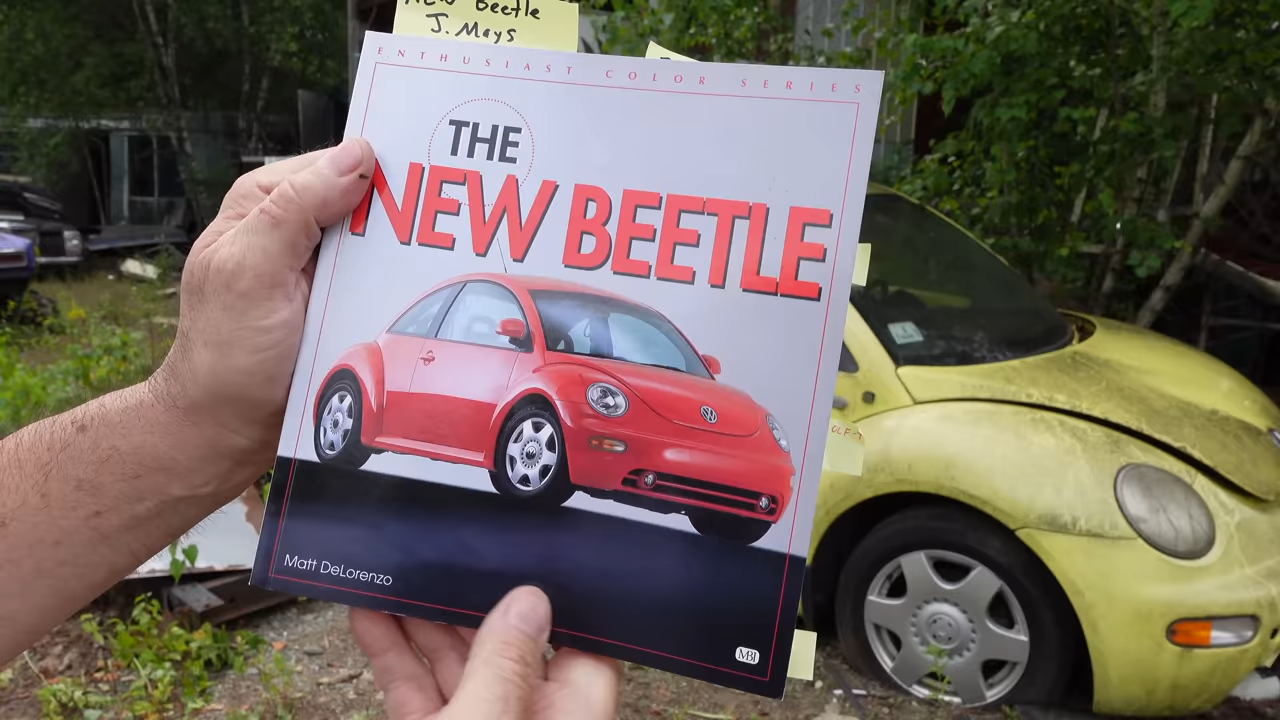 New Beetle
J. Mays
ENTHUSIAST COLOR SERIES
THE
NEW BEETLE
Matt DeLorenzo
MBI